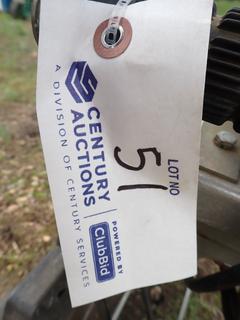 CENTURY
AUCTIONS
A DIVISION OF CENTURY SERVICES
POWERED BY
ClubBid
LOT NO
51